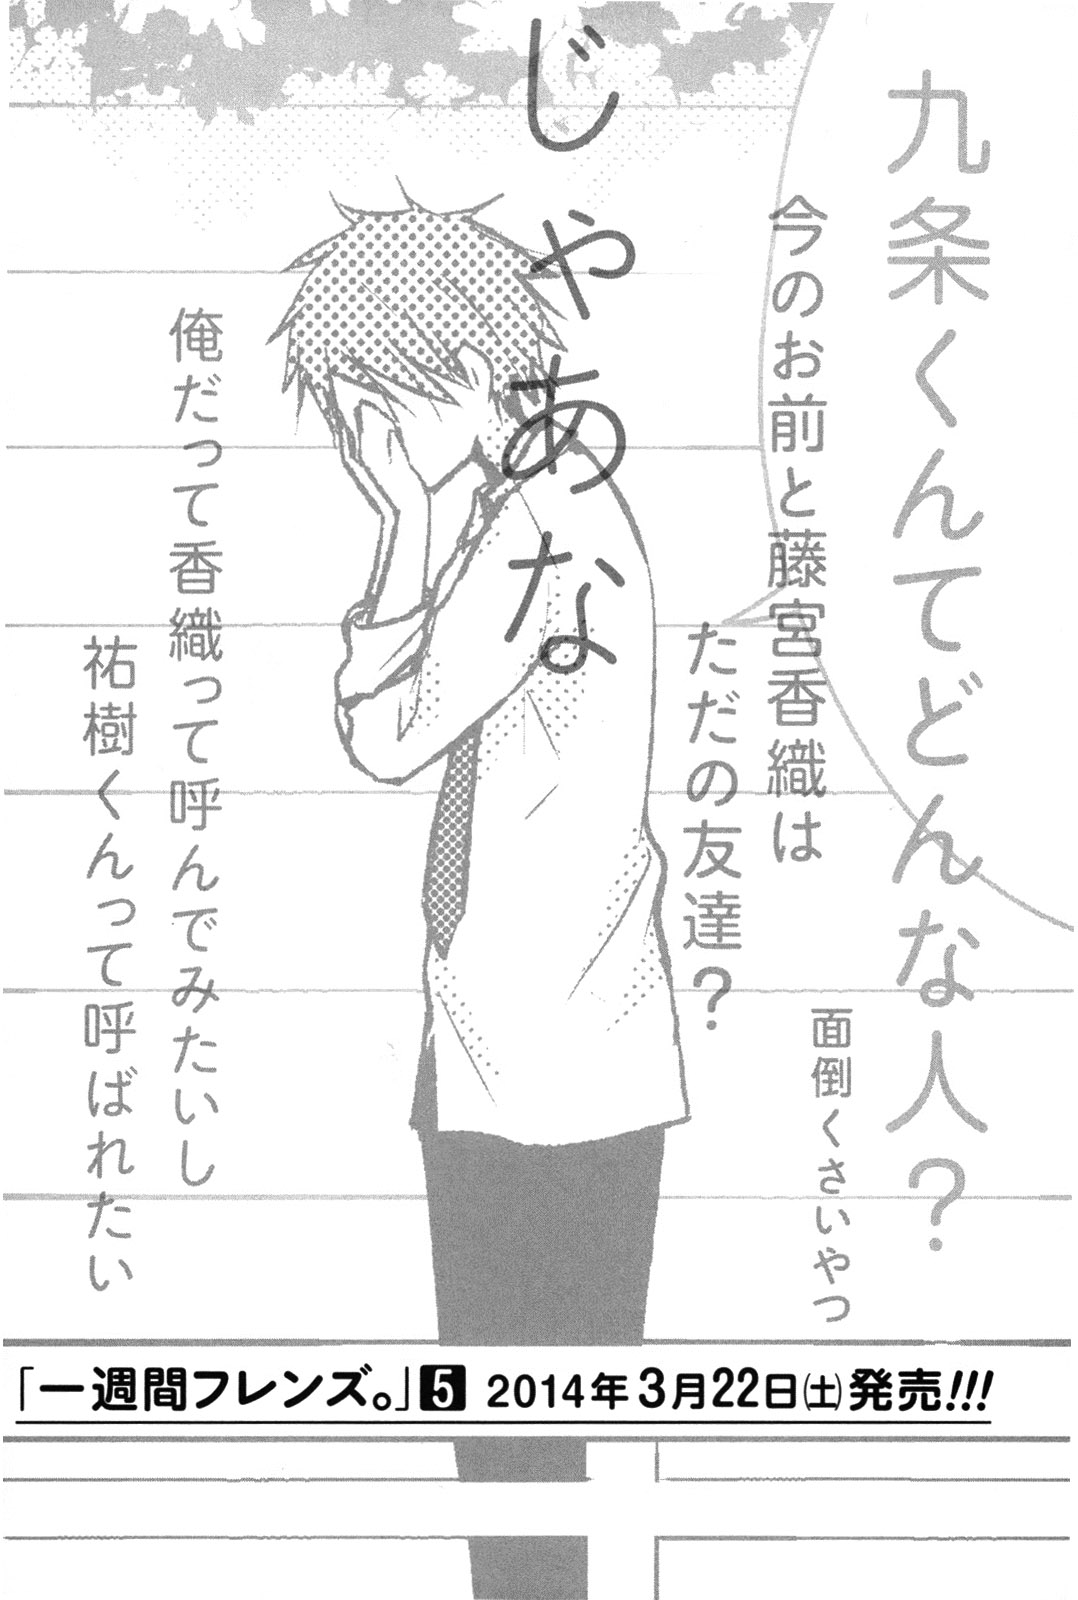 九条くんてどんな人？
面倒くさいやつ
今のお前と藤宮香織は
ただの友達？
じゃあな
俺だって香織って呼んでみたいし
祐樹くんって呼ばれたい
「一週間フレンズ。」5 2014年3月22日(土)発売!!!